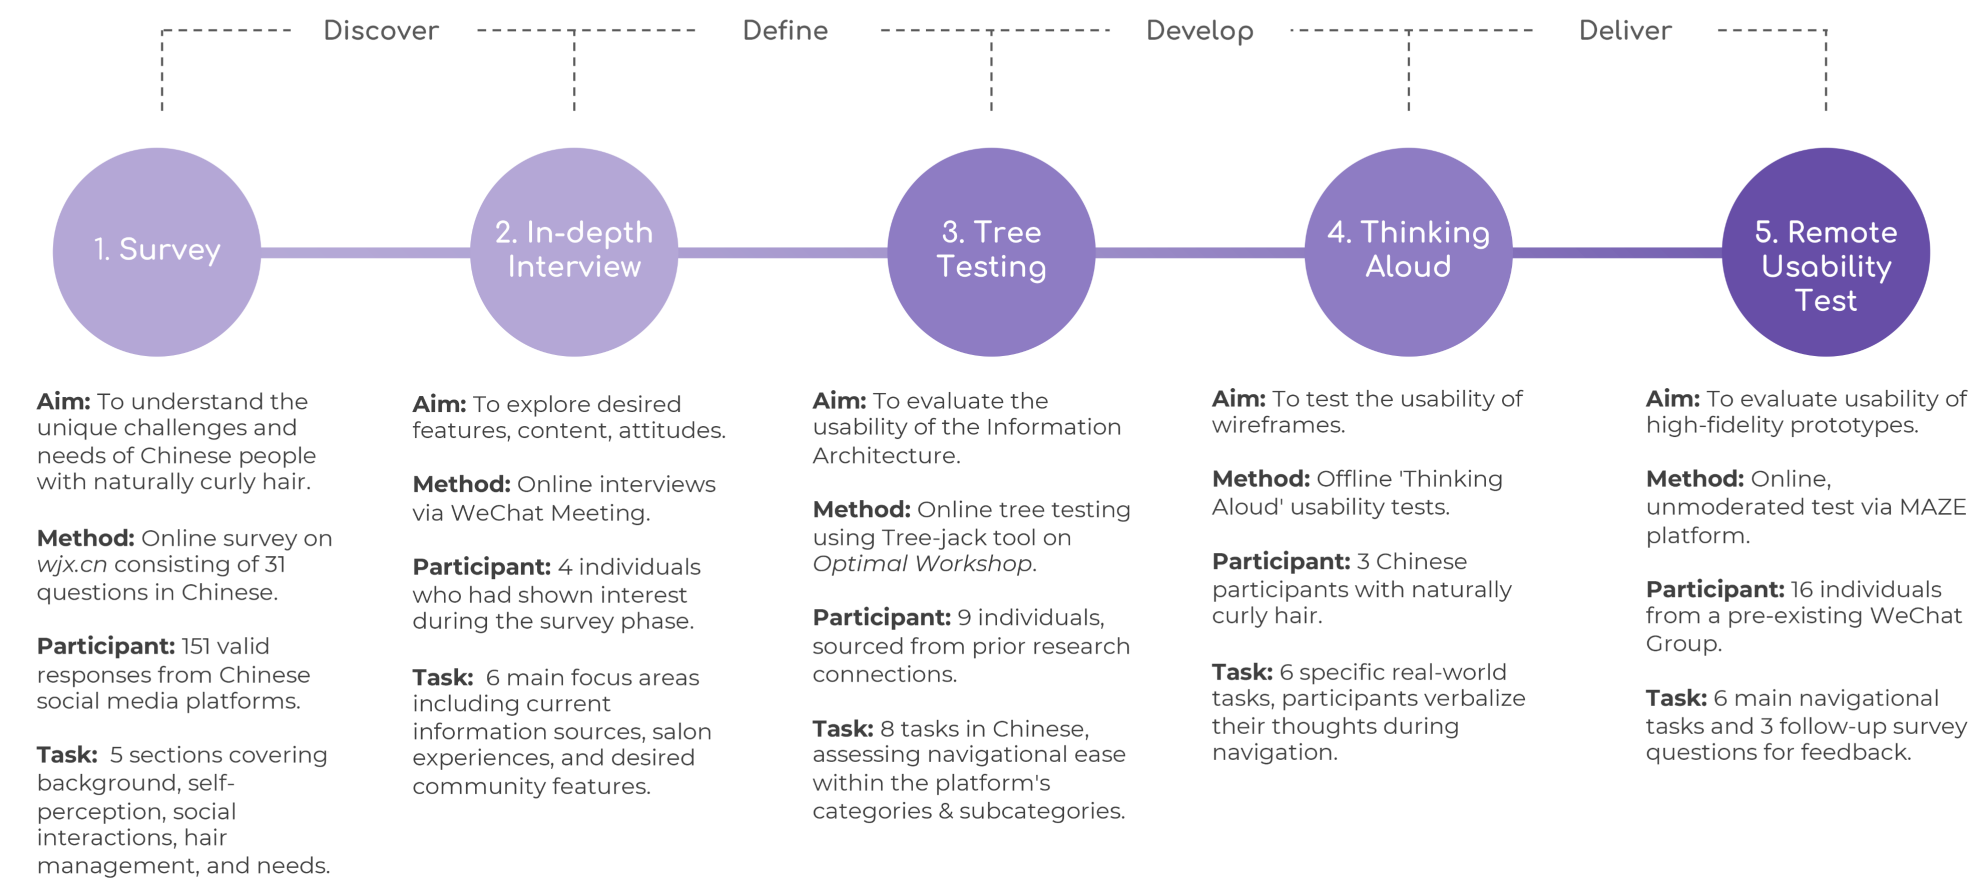 Discover
Define
Develop
Deliver
1. Survey
2. In-depth
Interview
3. Tree
Testing
4. Thinking
Aloud
5. Remote
Usability
Test
Aim: To understand the
unique challenges and
needs of Chinese people
with naturally curly hair.
Method: Online survey on
wjx.cn consisting of 31
questions in Chinese.
Participant: 151 valid
responses from Chinese
social media platforms.
Task:  5 sections covering
background, self-
perception, social
interactions, hair
management, and needs.
Aim: To explore desired
features, content, attitudes.
Method: Online interviews
via WeChat Meeting.
Participant: 4 individuals
who had shown interest
during the survey phase.
Task:  6 main focus areas
including current
information sources, salon
experiences, and desired
community features.
Aim: To evaluate the
usability of the Information
Architecture.
Method: Online tree testing
using Tree-jack tool on
Optimal Workshop.
Participant: 9 individuals,
sourced from prior research
connections.
Task: 8 tasks in Chinese,
assessing navigational ease
within the platform's
categories & subcategories.
Aim: To test the usability of
wireframes.
Method: Offline 'Thinking
Aloud' usability tests.
Participant: 3 Chinese
participants with naturally
curly hair.
Task: 6 specific real-world
tasks, participants verbalize
their thoughts during
navigation.
Aim: To evaluate usability of
high-fidelity prototypes.
Method: Online,
unmoderated test via MAZE
platform.
Participant: 16 individuals
from a pre-existing WeChat
Group.
Task: 6 main navigational
tasks and 3 follow-up survey
questions for feedback.